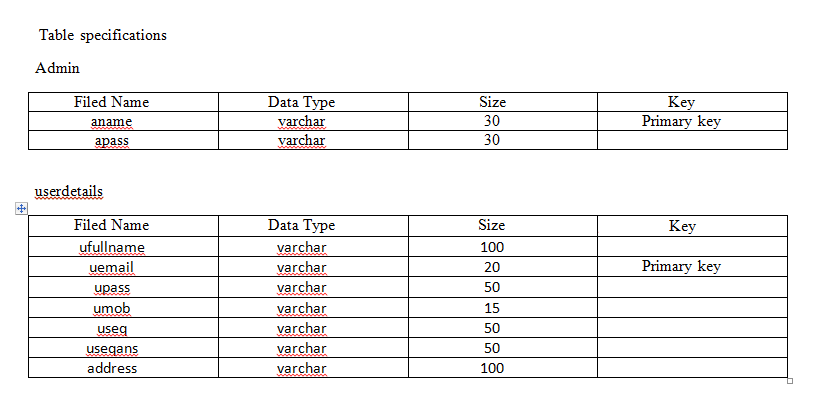 Table specifications
Admin
Filed Name Data Type Size Key
aname varchar 30 Primary key
apass varchar 30
userdetails
Filed Name Data Type Size Key
ufullname varchar 100
uemail varchar 20 Primary key
upass varchar 50
umob varchar 15
useq varchar 50
useqans varchar 50
address varchar 100